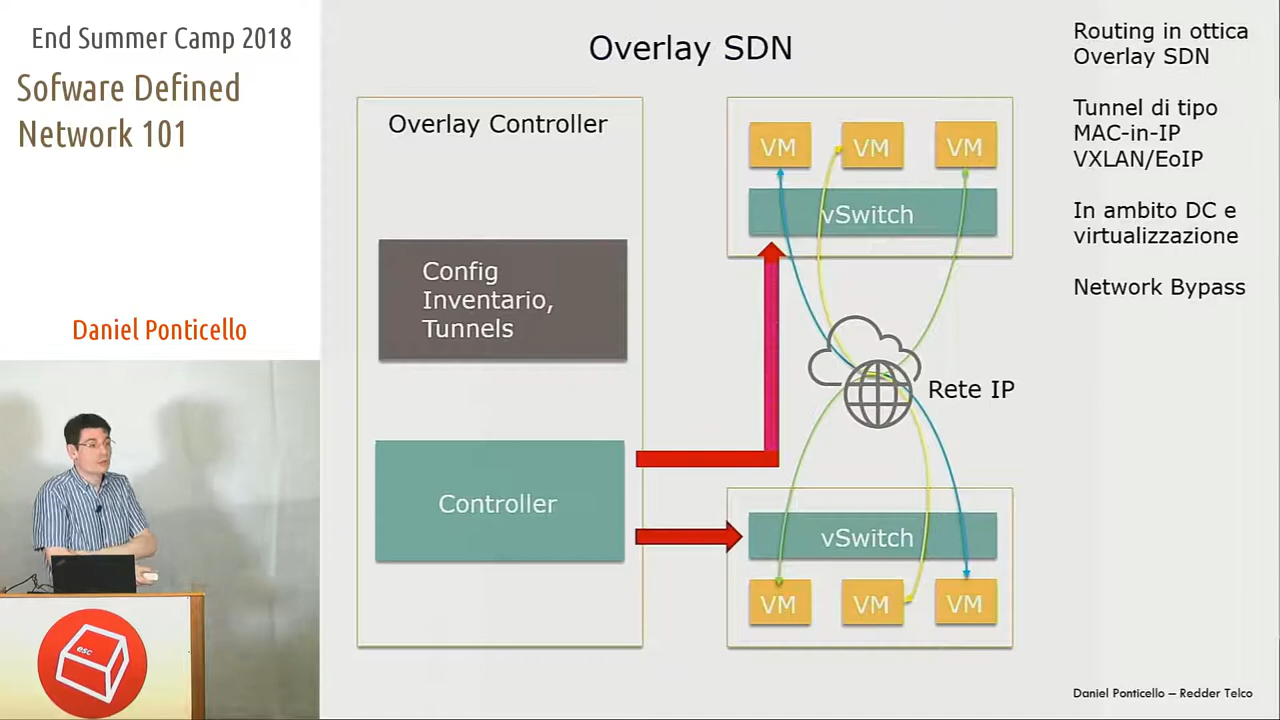 End Summer Camp 2018
Sofware Defined
Network 101
Daniel Ponticello
esc
Overlay SDN
Overlay Controller
Config
Inventario,
Tunnels
Controller
VM VM VM
vSwitch
Rete IP
vSwitch
VM VM VM
Routing in ottica
Overlay SDN
Tunnel di tipo
MAC-in-IP
VXLAN/EoIP
In ambito DC e
virtualizzazione
Network Bypass
Daniel Ponticello – Redder Telco